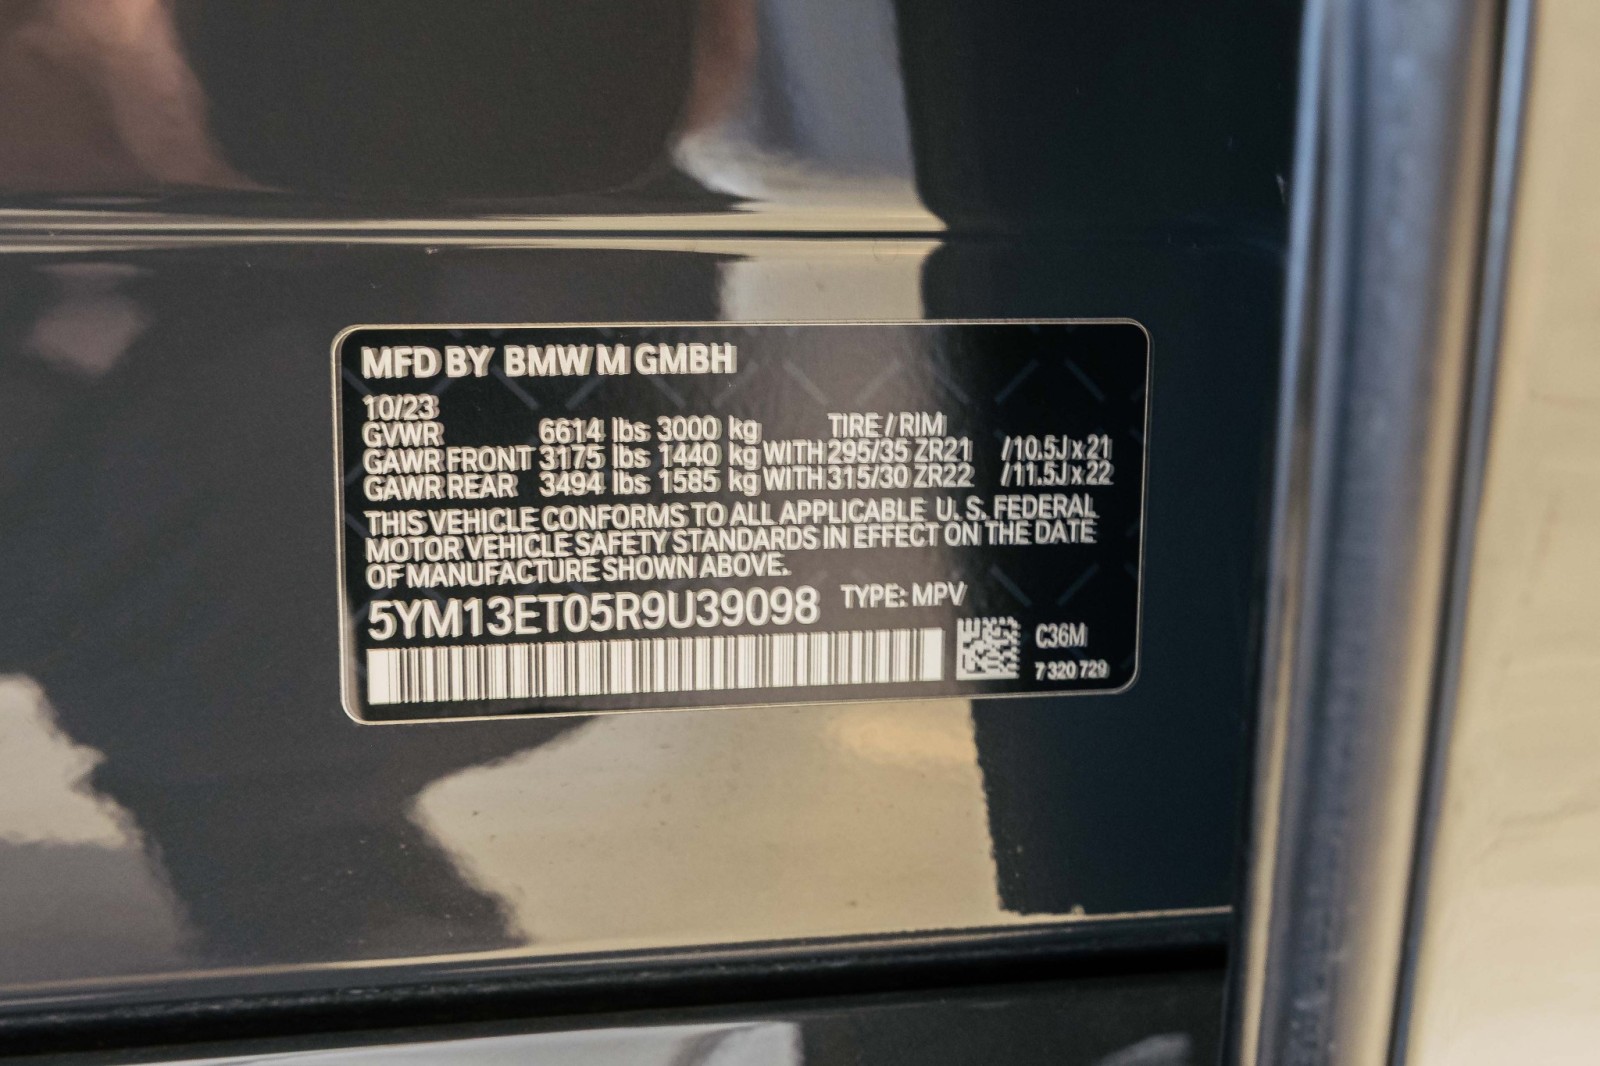 MFD BY BMW M GMBH
10/23
GVWR 6614 lbs 3000 kg TIRE / RIM
GAWR FRONT 3175 lbs 1440 kg WITH 295/35 ZR21 /10.5J x 21
GAWR REAR 3494 lbs 1585 kg WITH 315/30 ZR22 /11.5J x 22
THIS VEHICLE CONFORMS TO ALL APPLICABLE U. S. FEDERAL
MOTOR VEHICLE SAFETY STANDARDS IN EFFECT ON THE DATE
OF MANUFACTURE SHOWN ABOVE.
5YM13ET05R9U39098 TYPE: MPV
C36M
7 320 729